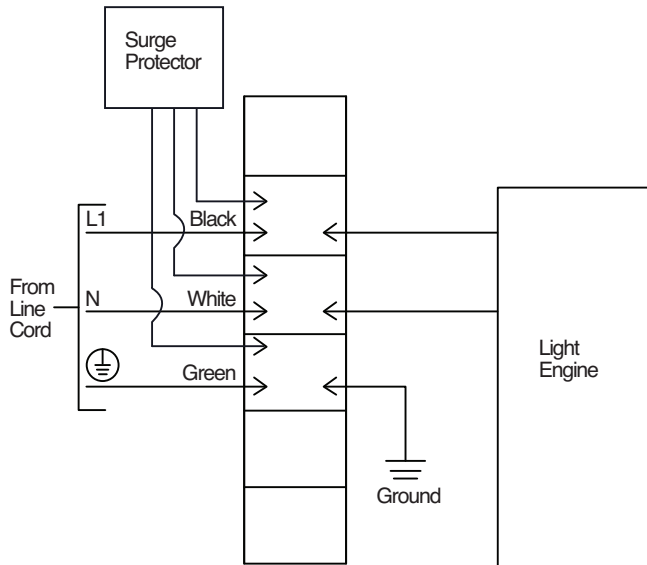 Surge
Protector
L1
Black
From
Line
Cord
N
White
Green
Light
Engine
Ground